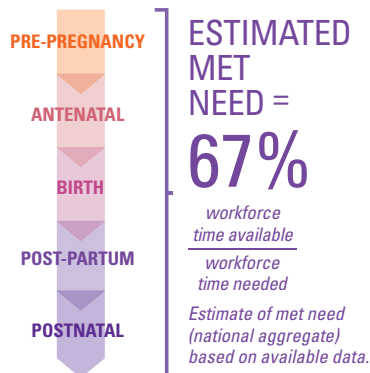 PRE-PREGNANCY
ANTENATAL
BIRTH
POST-PARTUM
POSTNATAL
ESTIMATED
MET
NEED =
67%
workforce
time available
workforce
time needed
Estimate of met need
(national aggregate)
based on available data.